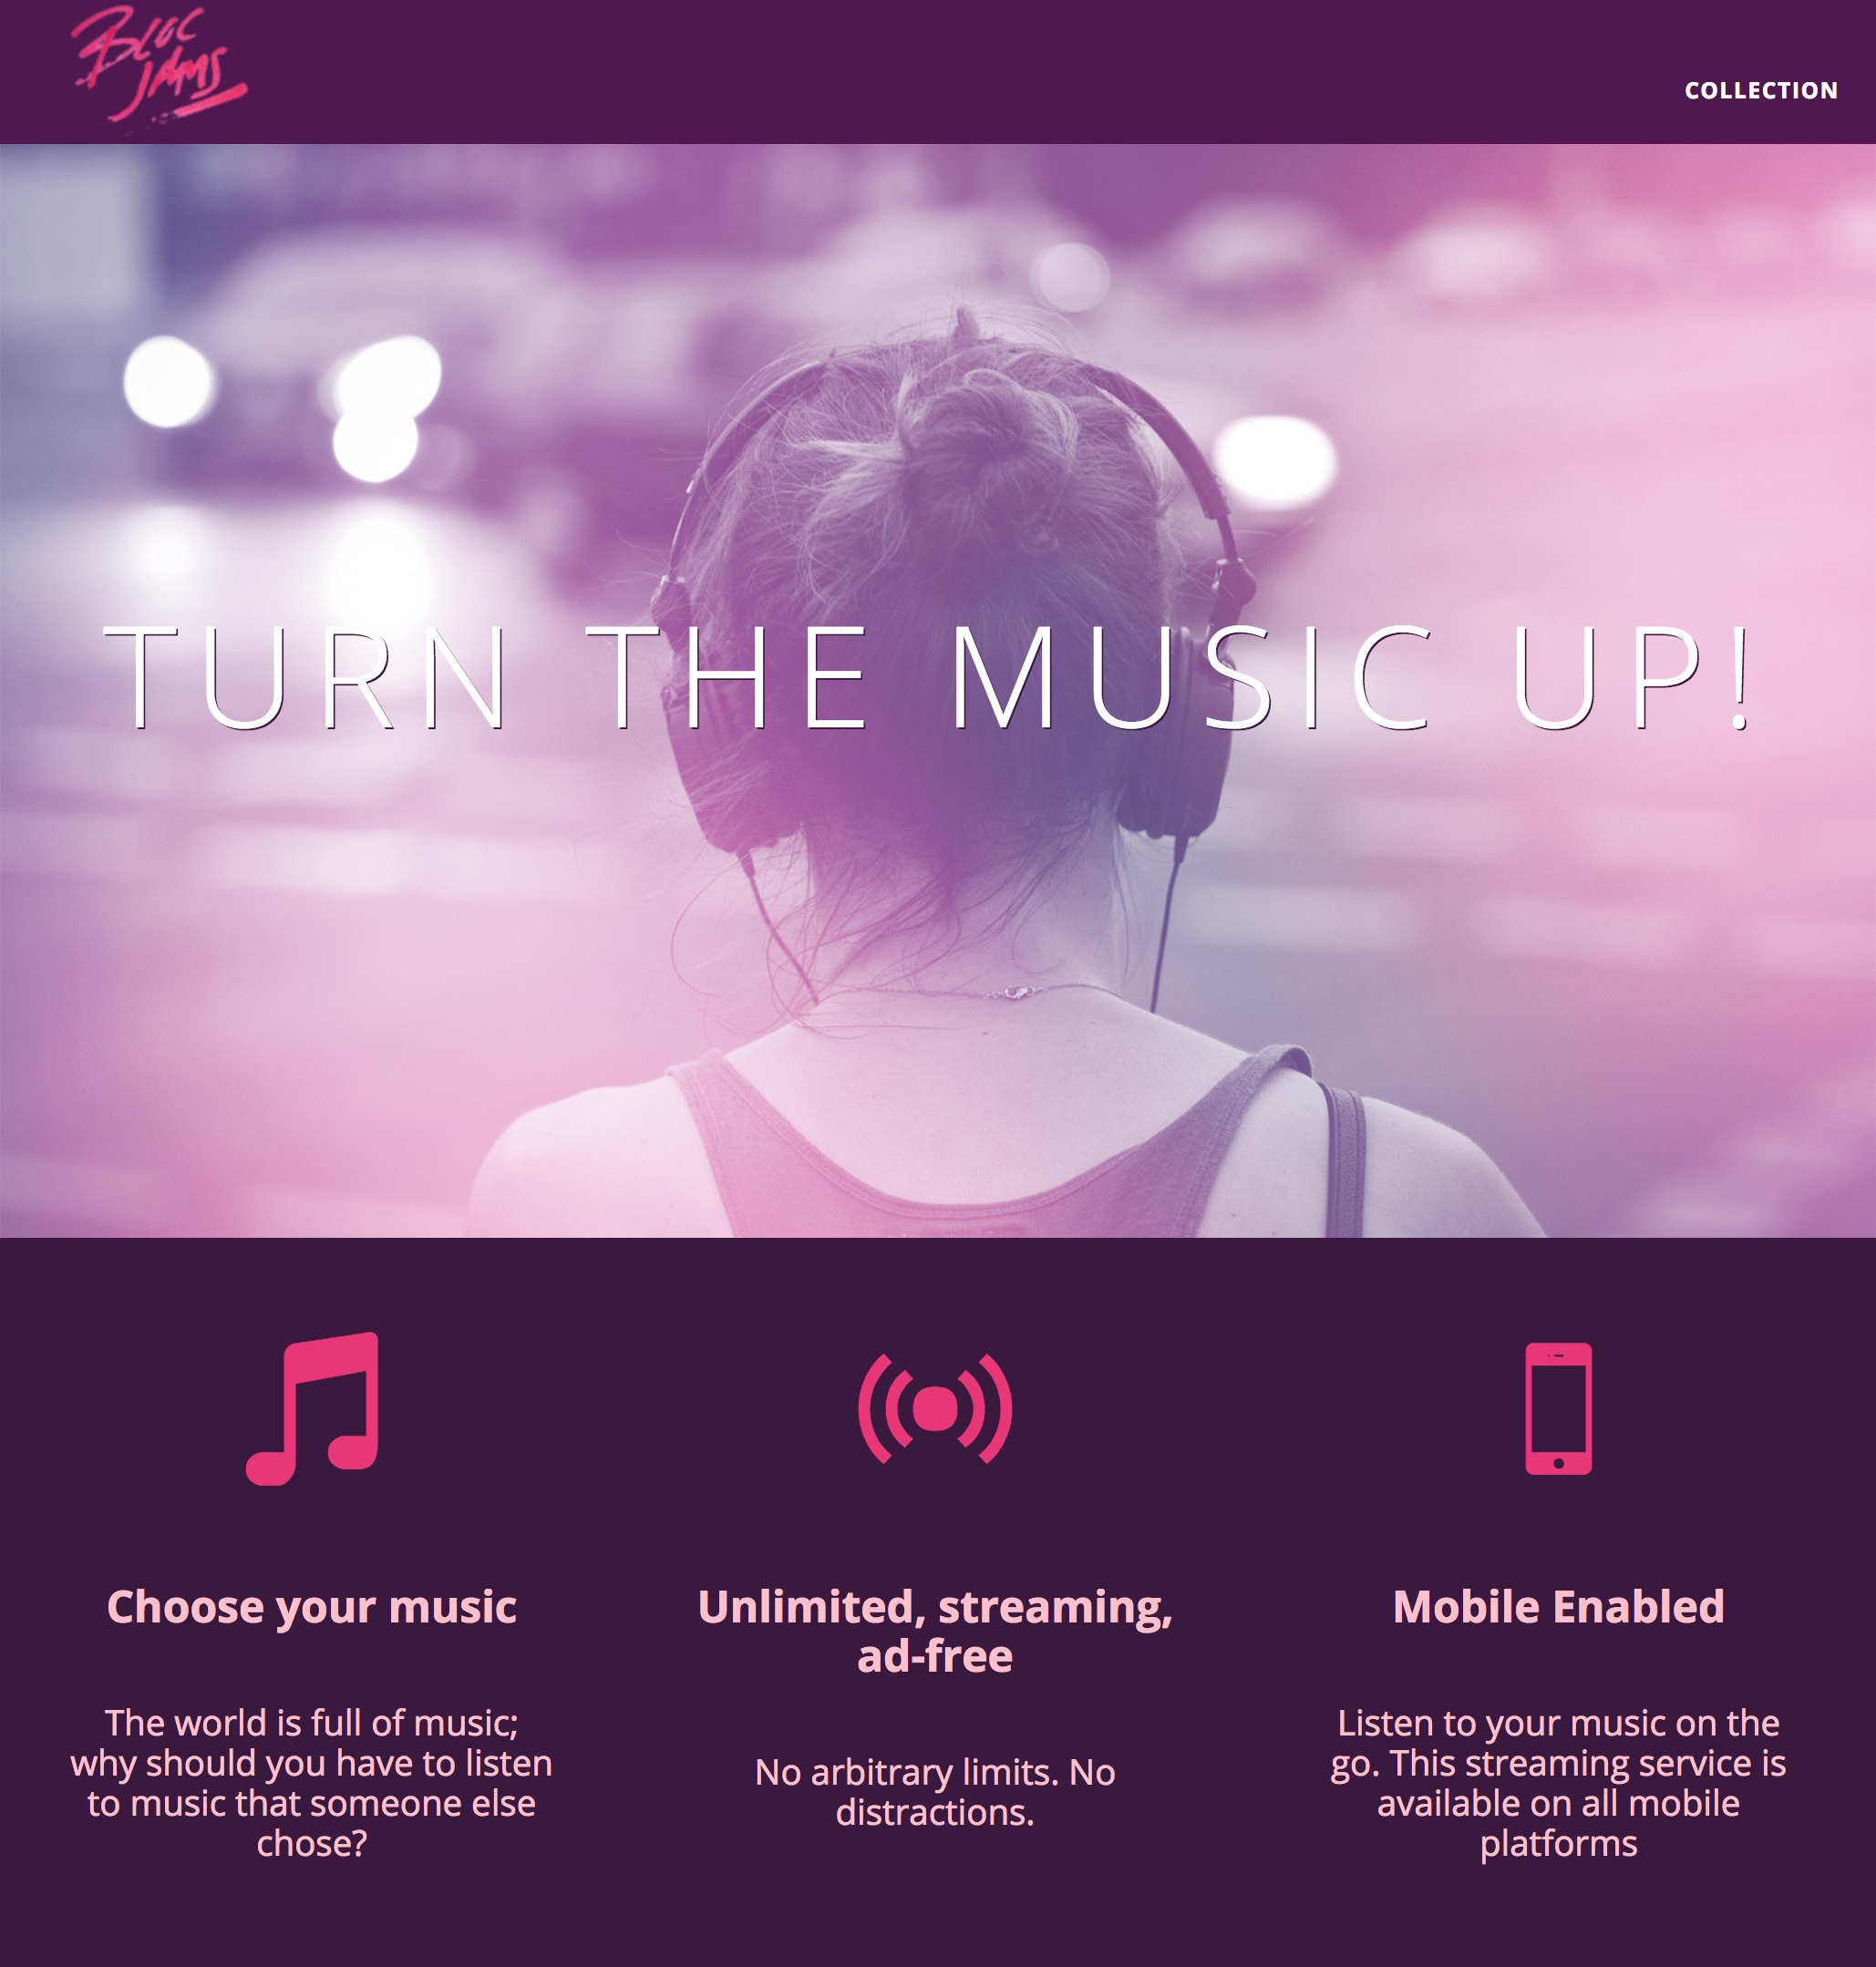 BLOC
JAMS
COLLECTION
TURN THE MUSIC UP!
Choose your music
The world is full of music;
why should you have to listen
to music that someone else
chose?
Unlimited, streaming,
ad-free
No arbitrary limits. No
distractions.
Mobile Enabled
Listen to your music on the
go. This streaming service is
available on all mobile
platforms